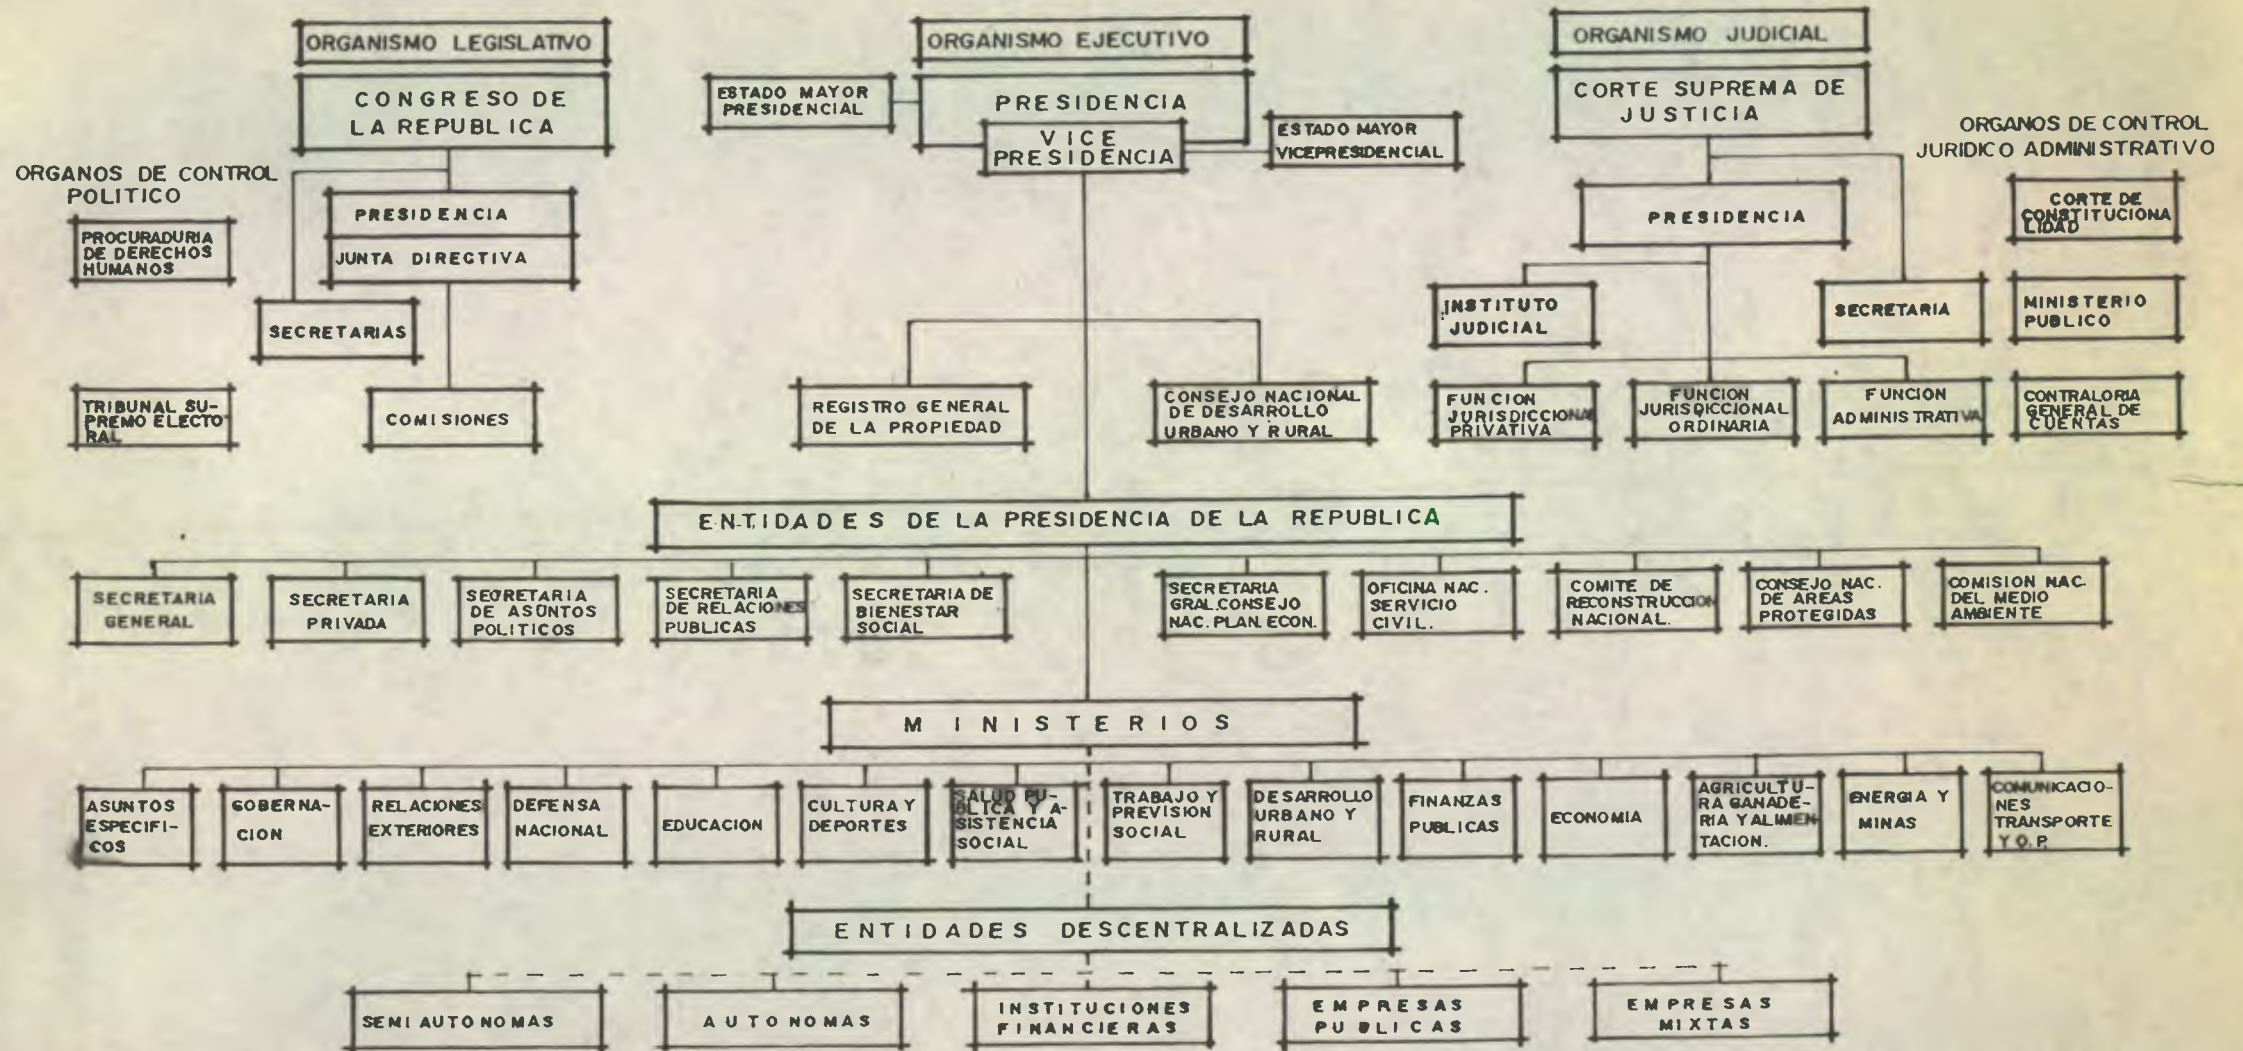 ORGANISMO LEGISLATIVO
CONGRESO DE
LA REPUBLICA
ORGANOS DE CONTROL
POLITICO
PROCURADURIA
DE DERECHOS
HUMANOS
TRIBUNAL SU-
PREMO ELECTO-
RAL
PRESIDENCIA
JUNTA DIRECTIVA
SECRETARIAS
COMISIONES
ORGANISMO EJECUTIVO
ESTADO MAYOR
PRESIDENCIAL
PRESIDENCIA
VICE
PRESIDENCIA
ESTADO MAYOR
VICEPRESIDENCIAL
REGISTRO GENERAL
DE LA PROPIEDAD
CONSEJO NACIONAL
DE DESARROLLO
URBANO Y RURAL
ORGANISMO JUDICIAL
CORTE SUPREMA DE
JUSTICIA
PRESIDENCIA
INSTITUTO
JUDICIAL
SECRETARIA
FUNCION
JURISDICCIONAL
PRIVATIVA
FUNCION
JURISDICCIONAL
ORDINARIA
FUNCION
ADMINISTRATIVA
ORGANOS DE CONTROL
JURIDICO ADMINISTRATIVO
CORTE DE
CONSTITUCIONA
LIDAD
MINISTERIO
PUBLICO
CONTRALORIA
GENERAL DE
CUENTAS
ENTIDADES DE LA PRESIDENCIA DE LA REPUBLICA
SECRETARIA
GENERAL
SECRETARIA
PRIVADA
SECRETARIA
DE ASUNTOS
POLITICOS
SECRETARIA
DE RELACIONES
PUBLICAS
SECRETARIA DE
BIENESTAR
SOCIAL
SECRETARIA
GRAL.CONSEJO
NAC. PLAN. ECON.
OFICINA NAC.
SERVICIO
CIVIL.
COMITE DE
RECONSTRUCCION
NACIONAL.
CONSEJO NAC.
DE AREAS
PROTEGIDAS
COMISION NAC.
DEL MEDIO
AMBIENTE
MINISTERIOS
ASUNTOS
ESPECIFI-
COS
GOBERNA-
CION
RELACIONES
EXTERIORES
DEFENSA
NACIONAL
EDUCACION
CULTURA Y
DEPORTES
SALUD PU-
BLICA Y A-
SISTENCIA
SOCIAL
TRABAJO Y
PREVISION
SOCIAL
DESARROLLO
URBANO Y
RURAL
FINANZAS
PUBLICAS
ECONOMIA
AGRICULTU-
RA GANADE-
RIA Y ALIMEN-
TACION.
ENERGIA Y
MINAS
COMUNICACIO-
NES
TRANSPORTE
Y O.P.
ENTIDADES DESCENTRALIZADAS
SEMIAUTONOMAS
AUTONOMAS
INSTITUCIONES
FINANCIERAS
EMPRESAS
PUBLICAS
EMPRESAS
MIXTAS